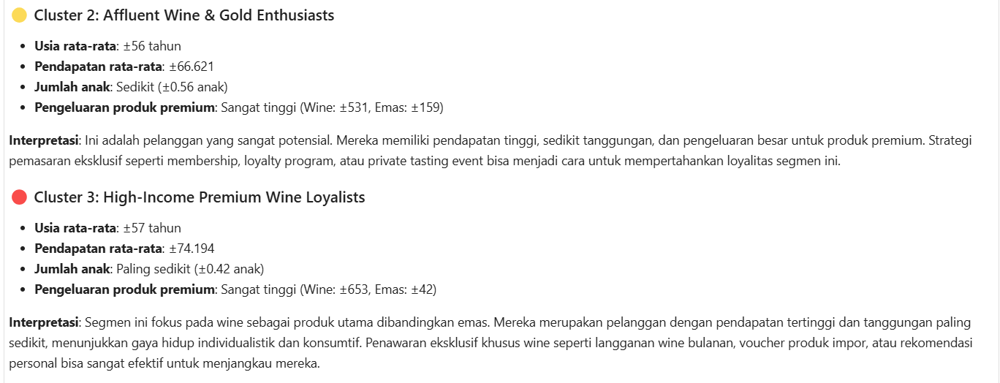 Cluster 2: Affluent Wine & Gold Enthusiasts
• Usia rata-rata: ±56 tahun
• Pendapatan rata-rata: ±66.621
• Jumlah anak: Sedikit (±0.56 anak)
• Pengeluaran produk premium: Sangat tinggi (Wine: ±531, Emas: ±159)
Interpretasi: Ini adalah pelanggan yang sangat potensial. Mereka memiliki pendapatan tinggi, sedikit tanggungan, dan pengeluaran besar untuk produk premium. Strategi
pemasaran eksklusif seperti membership, loyalty program, atau private tasting event bisa menjadi cara untuk mempertahankan loyalitas segmen ini.
Cluster 3: High-Income Premium Wine Loyalists
• Usia rata-rata: ±57 tahun
• Pendapatan rata-rata: ±74.194
• Jumlah anak: Paling sedikit (±0.42 anak)
• Pengeluaran produk premium: Sangat tinggi (Wine: ±653, Emas: ±42)
Interpretasi: Segmen ini fokus pada wine sebagai produk utama dibandingkan emas. Mereka merupakan pelanggan dengan pendapatan tertinggi dan tanggungan paling
sedikit, menunjukkan gaya hidup individualistik dan konsumtif. Penawaran eksklusif khusus wine seperti langganan wine bulanan, voucher produk impor, atau rekomendasi
personal bisa sangat efektif untuk menjangkau mereka.